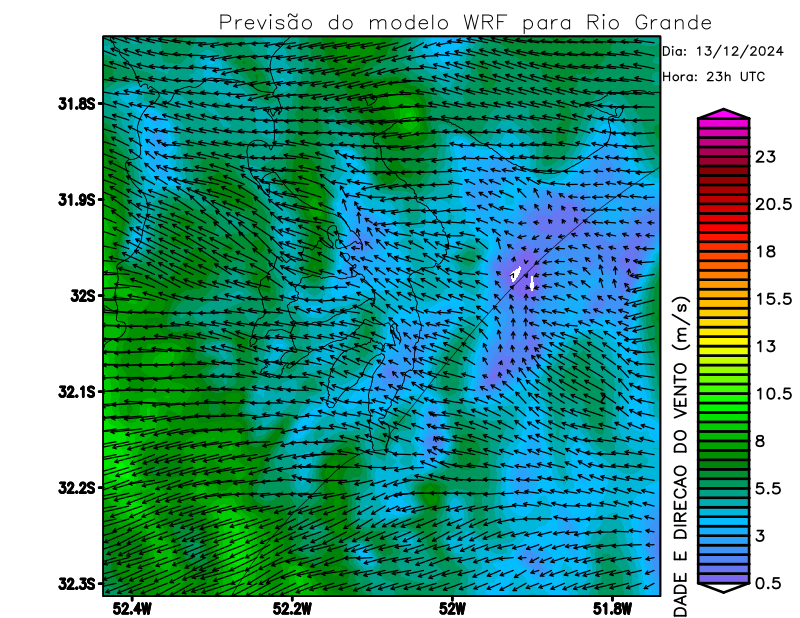 Previsão do modelo WRF para Rio Grande
Dia: 13/12/2024
Hora: 23h UTC
31.8S
31.9S
32S
32.1S
32.2S
32.3S
52.4W
52.2W
52W
51.8W
23
20.5
18
15.5
13
10.5
8
5.5
3
0.5
DADE E DIRECAO DO VENTO (m/s)